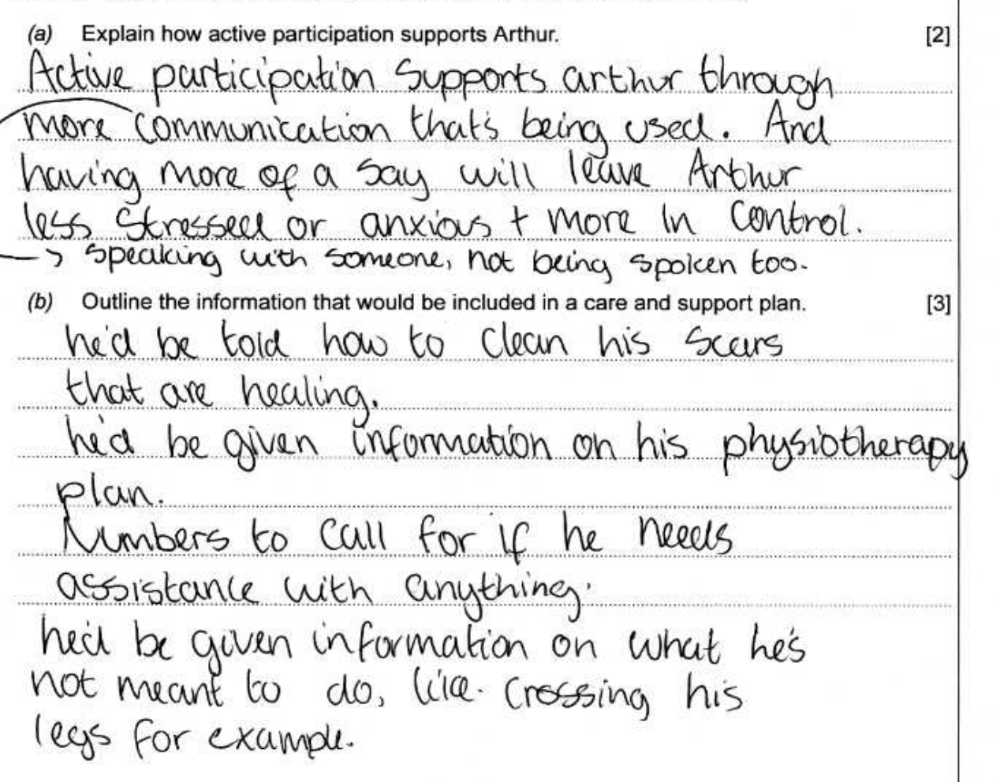 (a) Explain how active participation supports Arthur. [2]
Active participation supports arthur through
more communication that's being used. And
having more of a say will leave Arthur
less stressed or anxious + more in control.
→ speaking with someone, not being spoken too.
(b) Outline the information that would be included in a care and support plan. [3]
he'd be told how to clean his scars
that are healing.
he'd be given information on his physiotherapy
plan.
Numbers to call for if he needs
assistance with anything.
he'd be given information on what he's
not meant to do, like. crossing his
legs for example.